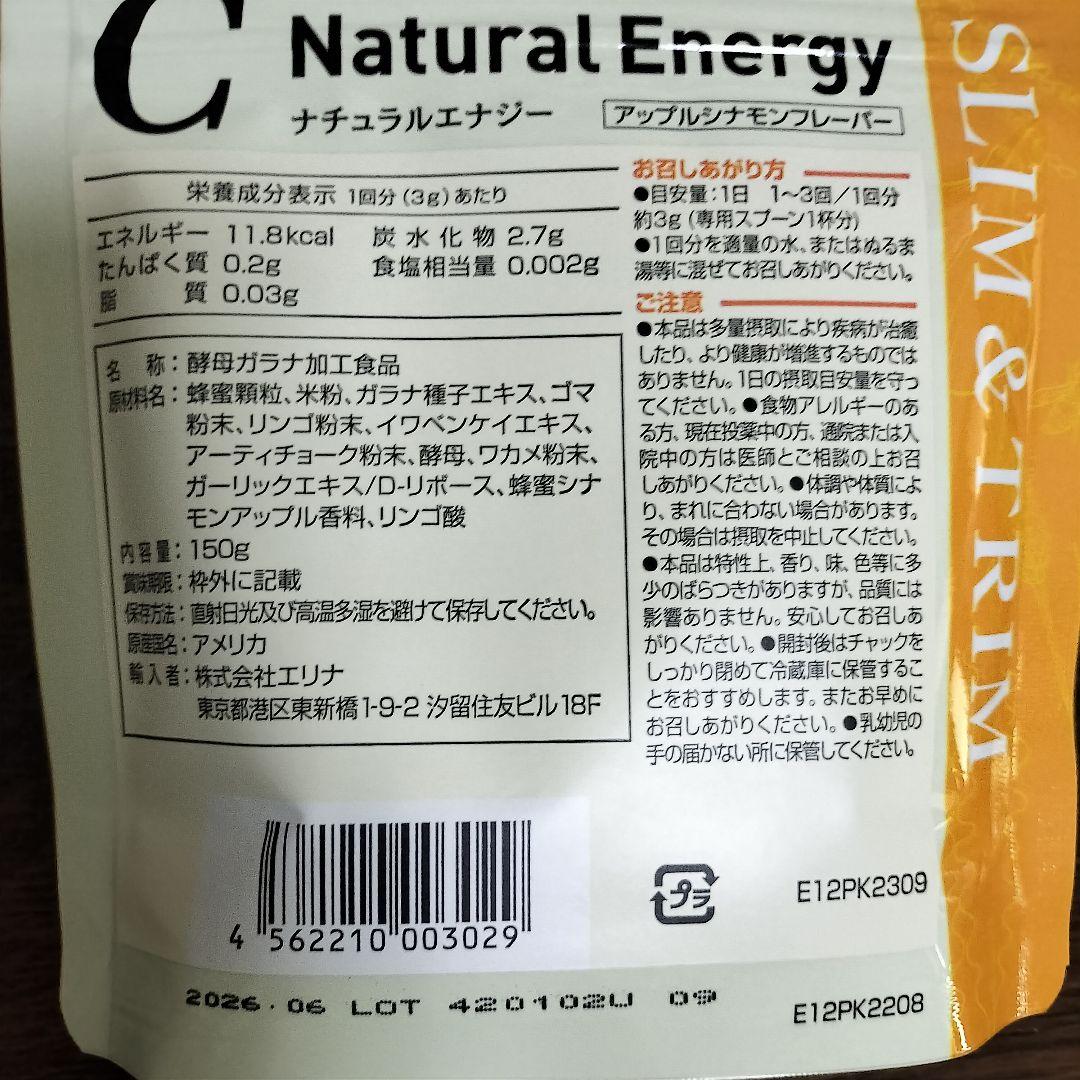 C Natural Energy
ナチュラルエナジー
アップルシナモンフレーバー
栄養成分表示 1回分(3g)あたり
エネルギー 11.8kcal 炭水化物 2.7g
たんぱく質 0.2g 食塩相当量 0.002g
脂質 0.03g
名称:酵母ガラナ加工食品
原材料名:蜂蜜顆粒、米粉、ガラナ種子エキス、ゴマ
粉末、リンゴ粉末、イワベンケイエキス、
アーティチョーク粉末、酵母、ワカメ粉末、
ガーリックエキス/D-リボース、蜂蜜シナ
モンアップル香料、リンゴ酸
内容量:150g
賞味期限:枠外に記載
保存方法:直射日光及び高温多湿を避けて保存してください。
原産国名:アメリカ
輸入者:株式会社エリナ
東京都港区東新橋1-9-2 汐留住友ビル18F
お召しあがり方
●目安量:1日 1〜3回/1回分
約3g(専用スプーン1杯分)
●1回分を適量の水、またはぬるま
湯等に混ぜてお召しあがりください。
ご注意
●本品は多量摂取により疾病が治癒
したり、より健康が増進するものでは
ありません。1日の摂取目安量を守っ
てください。●食物アレルギーのあ
る方、現在投薬中の方、通院または入
院中の方は医師とご相談の上お召
しあがりください。●体調や体質によ
り、まれに合わない場合があります。
その場合は摂取を中止してください。
●本品は特性上、香り、味、色等に多
少のばらつきがありますが、品質には
影響ありません。安心してお召しあ
がりください。●開封後はチャックを
しっかり閉めて冷蔵庫に保管するこ
とをおすすめします。またお早めに
お召しあがりください。●乳幼児の
手の届かない所に保管してください。
SLIM&TRIM
4 562210 003029
プラ
E12PK2309
2026.06 LOT 420102U 09
E12PK2208